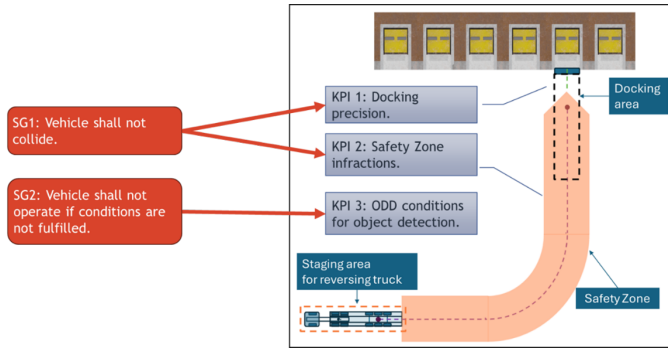 SG1: Vehicle shall not
collide.
SG2: Vehicle shall not
operate if conditions are
not fulfilled.
KPI 1: Docking
precision.
KPI 2: Safety Zone
infractions.
KPI 3: ODD conditions
for object detection.
Docking
area
Staging area
for reversing truck
Safety Zone